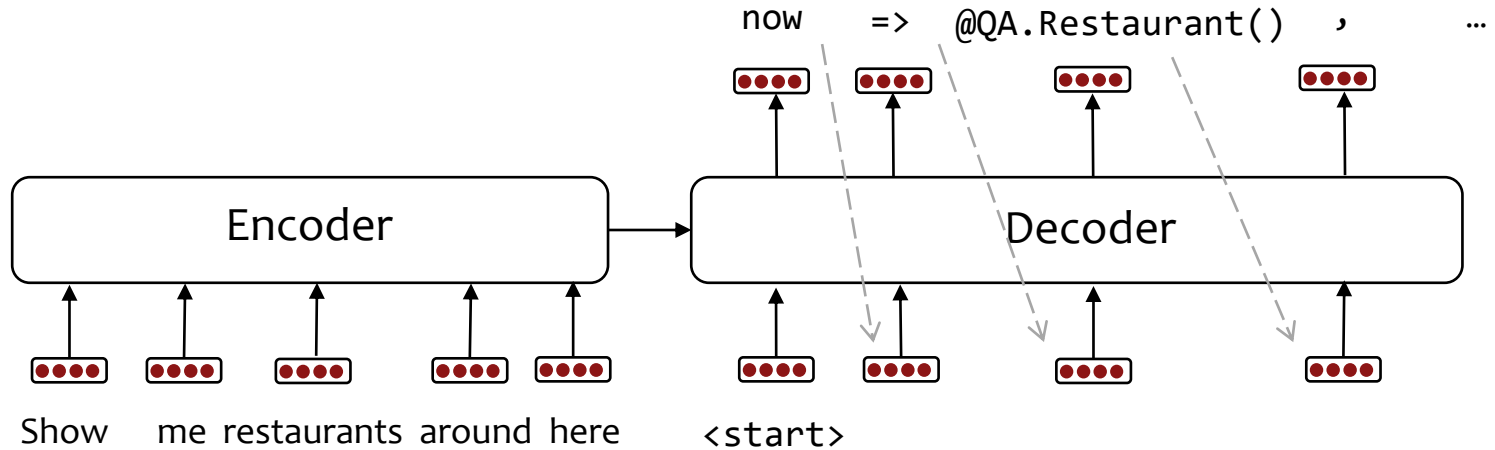 now => @QA.Restaurant() , …
Encoder
Decoder
Show me restaurants around here
<start>